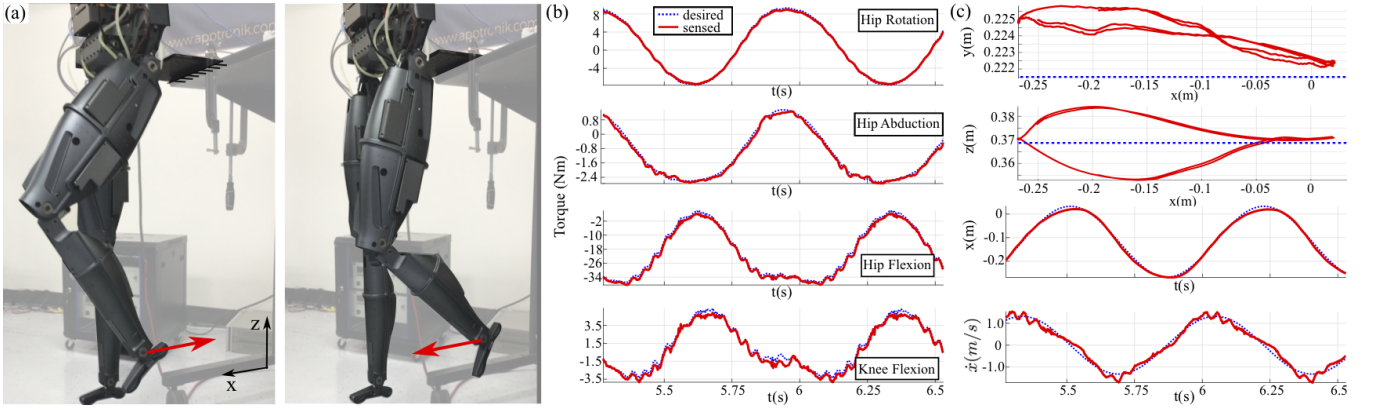 (a)
www.apptronik.com
www.apptronik.com
z
x
(b)
desired
sensed
Hip Rotation
8
4
0
-4
t(s)
Hip Abduction
0.8
0
-0.8
-1.6
-2.4
t(s)
Torque (Nm)
Hip Flexion
-2
-10
-18
-26
-34
t(s)
Knee Flexion
3.5
1.5
-1.5
-3.5
5.5 5.75 6 6.25 6.5
t(s)
(c)
y(m)
0.225
0.224
0.223
0.222
-0.25 -0.2 -0.15 -0.1 -0.05 0
x(m)
z(m)
0.38
0.37
0.36
-0.25 -0.2 -0.15 -0.1 -0.05 0
x(m)
x(m)
0
-0.1
-0.2
t(s)
ẋ(m/s)
1.0
0
-1.0
5.5 5.75 6 6.25 6.5
t(s)